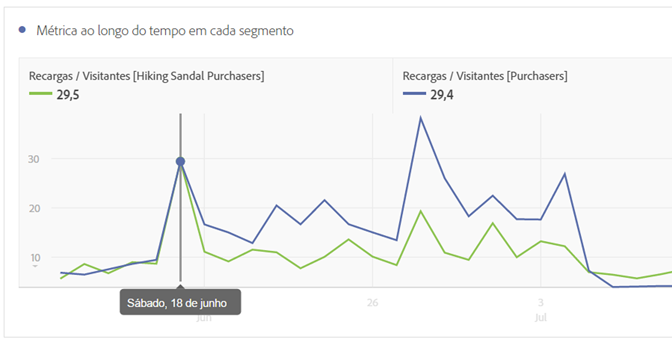 Métrica ao longo do tempo em cada segmento
Recargas / Visitantes [Hiking Sandal Purchasers]
29,5
Recargas / Visitantes [Purchasers]
29,4
30
20
10
Sábado, 18 de junho
Jun
26
3
Jul